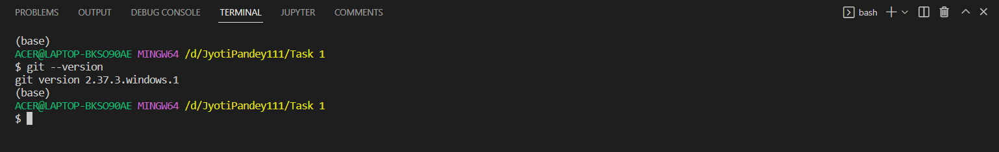 PROBLEMS OUTPUT DEBUG CONSOLE TERMINAL JUPYTER COMMENTS bash
(base)
ACER@LAPTOP-BKSO90AE MINGW64 /d/JyotiPandey111/Task 1
$ git --version
git version 2.37.3.windows.1
(base)
ACER@LAPTOP-BKSO90AE MINGW64 /d/JyotiPandey111/Task 1
$